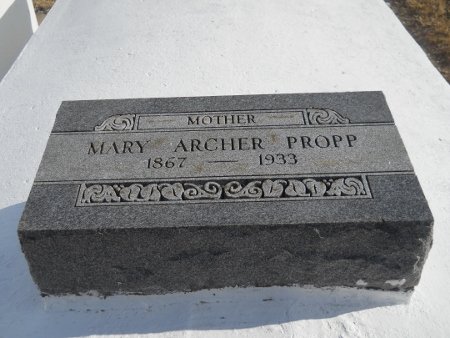 MOTHER
MARY ARCHER PROPP
1867 — 1933